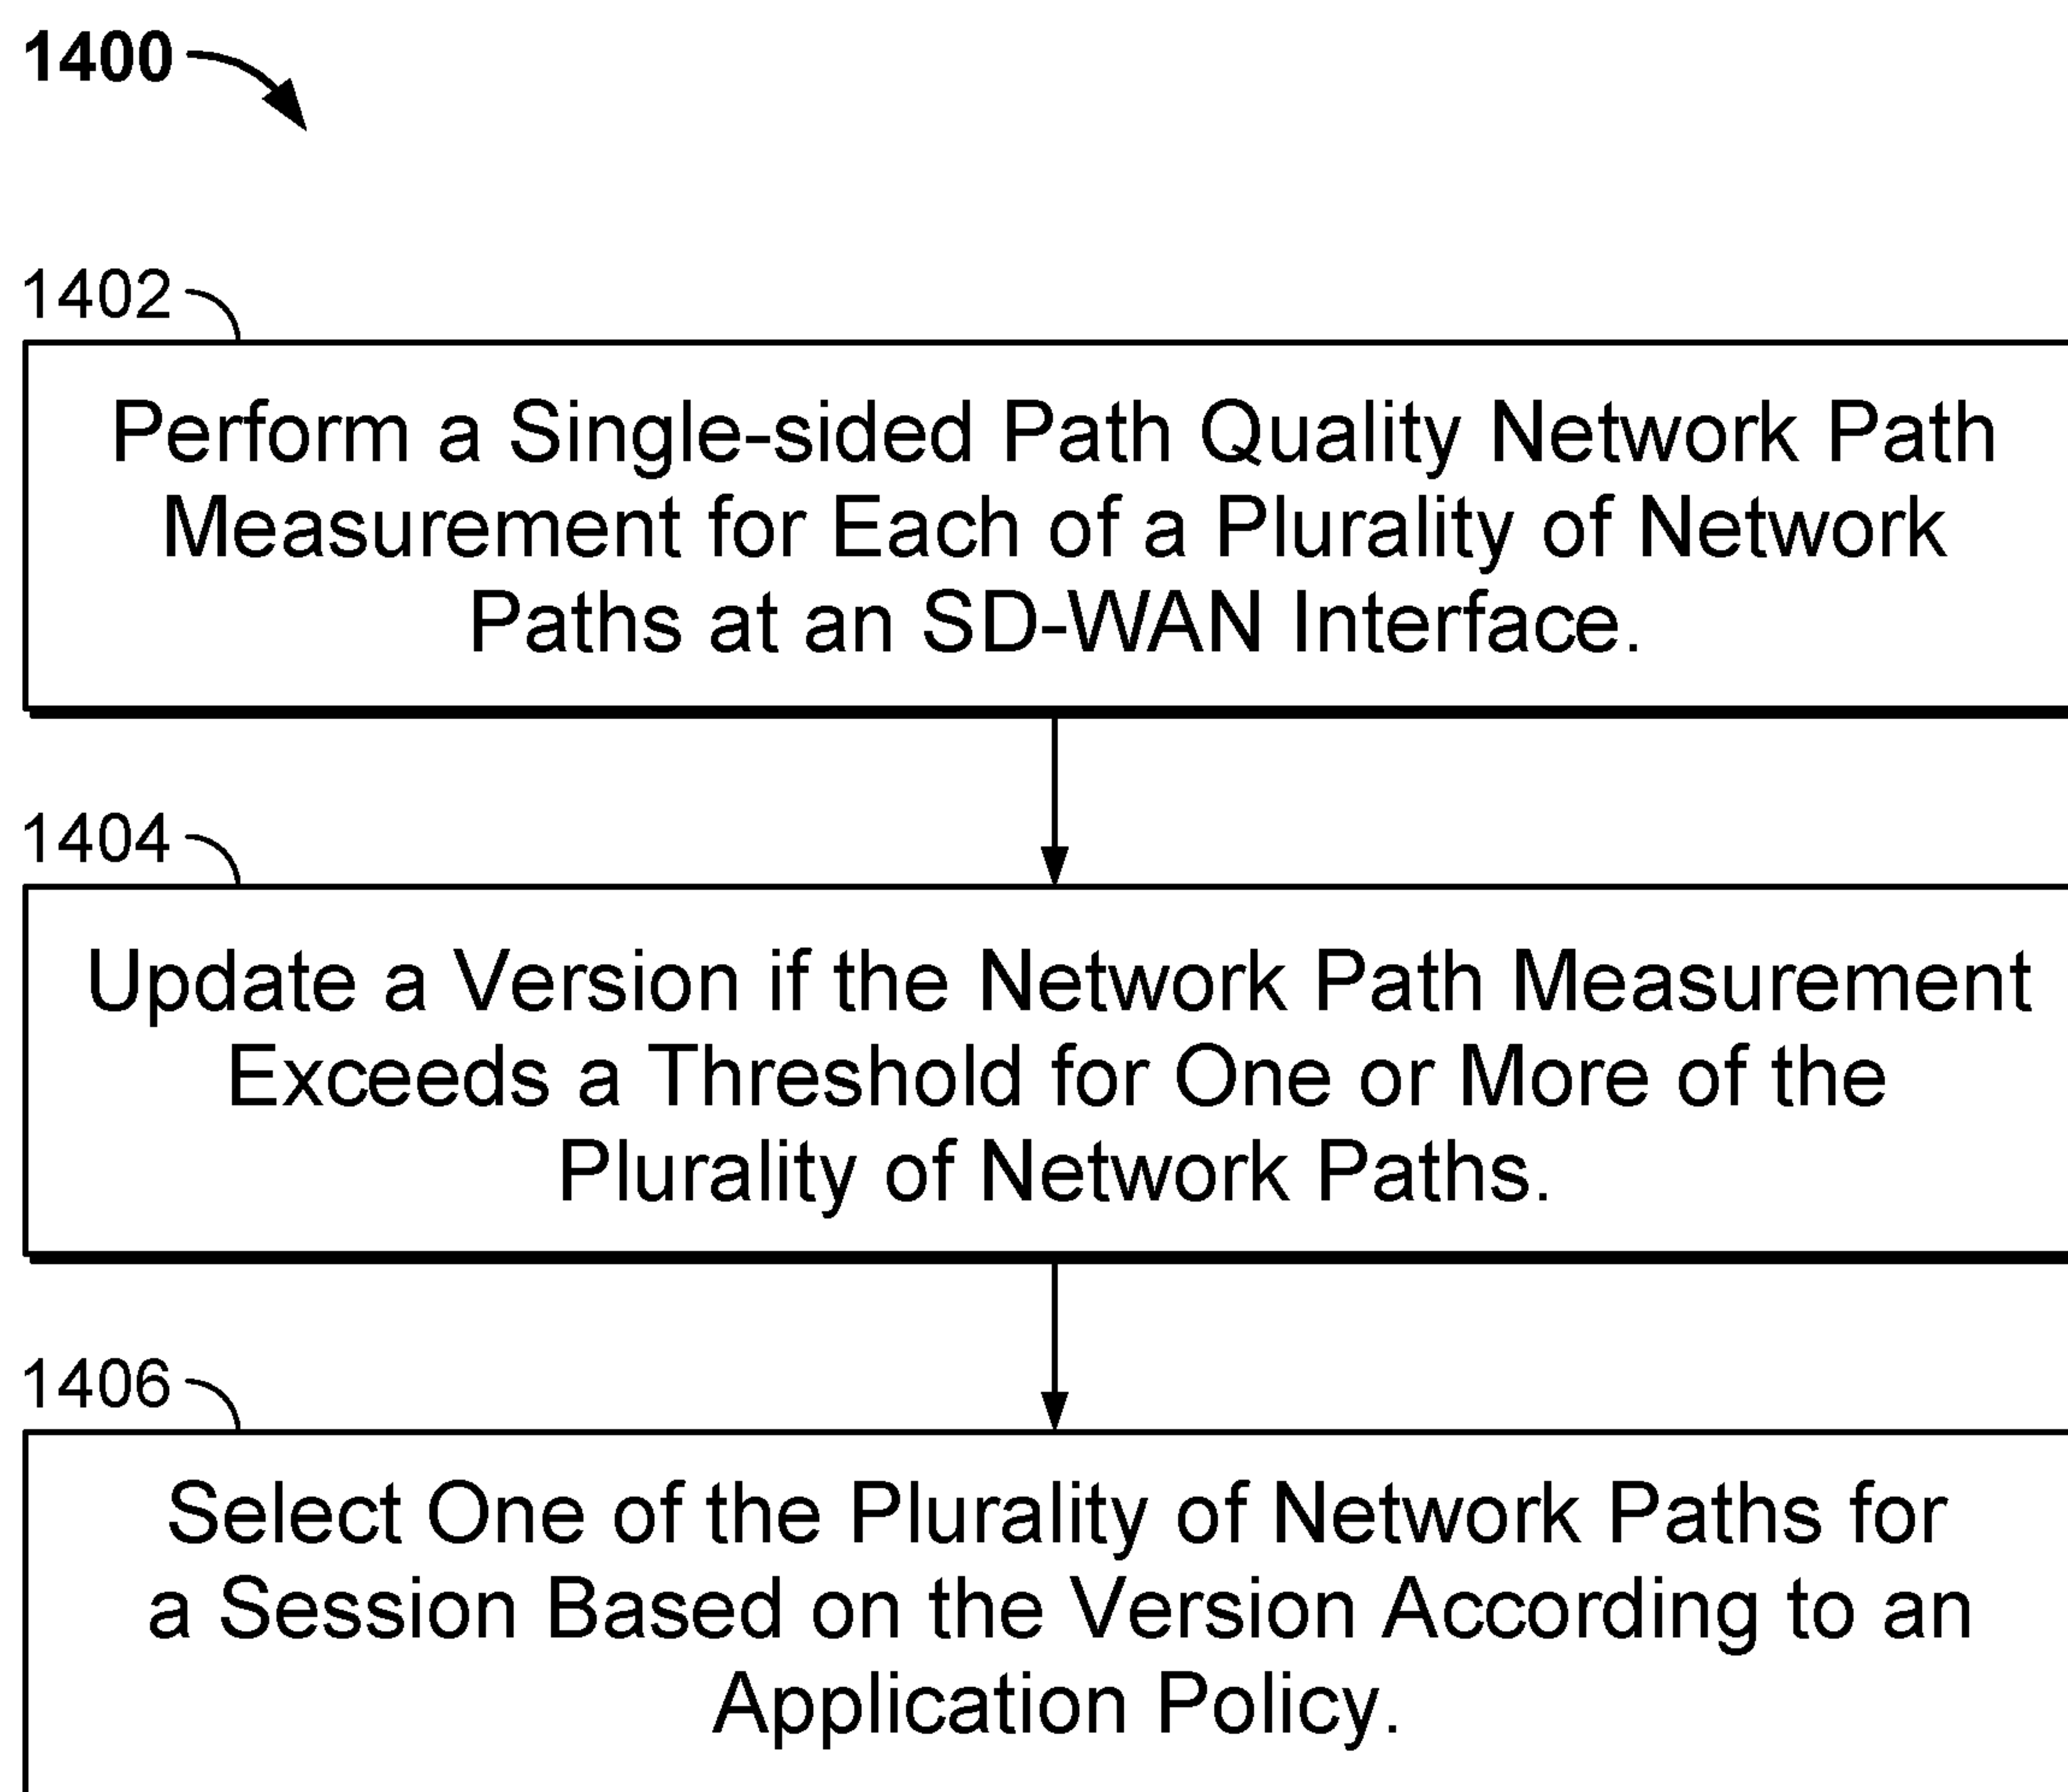 1400
1402
Perform a Single-sided Path Quality Network Path
Measurement for Each of a Plurality of Network
Paths at an SD-WAN Interface.
1404
Update a Version if the Network Path Measurement
Exceeds a Threshold for One or More of the
Plurality of Network Paths.
1406
Select One of the Plurality of Network Paths for
a Session Based on the Version According to an
Application Policy.